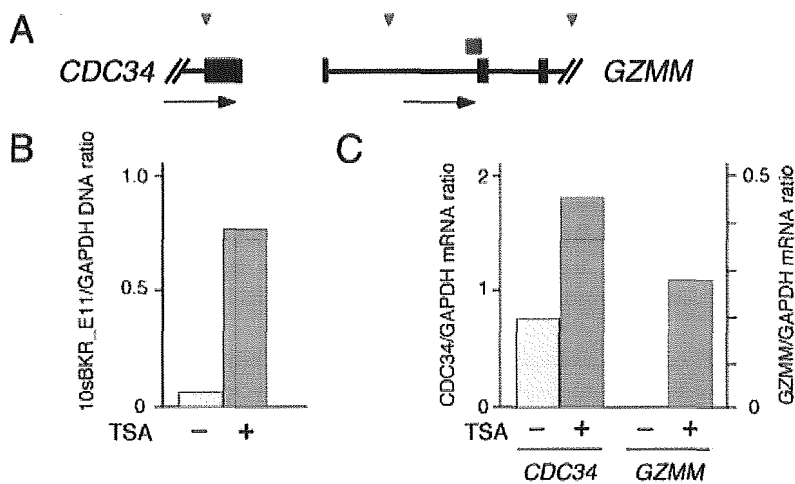 A
CDC34
GZMM
B
10sBKR_E11/GAPDH DNA ratio
1.0
0.5
0
TSA − +
C
CDC34/GAPDH mRNA ratio
2
1
0
0.5
0
GZMM/GAPDH mRNA ratio
TSA − + − +
CDC34 GZMM